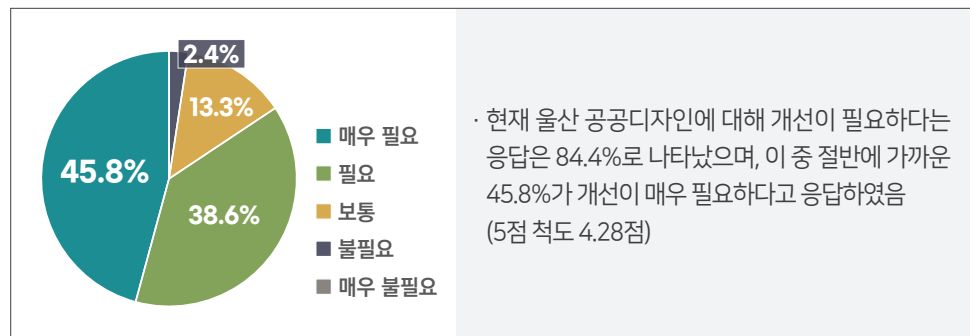 2.4%
13.3%
45.8%
38.6%
매우 필요
필요
보통
불필요
매우 불필요
· 현재 울산 공공디자인에 대해 개선이 필요하다는
응답은 84.4%로 나타났으며, 이 중 절반에 가까운
45.8%가 개선이 매우 필요하다고 응답하였음
(5점 척도 4.28점)